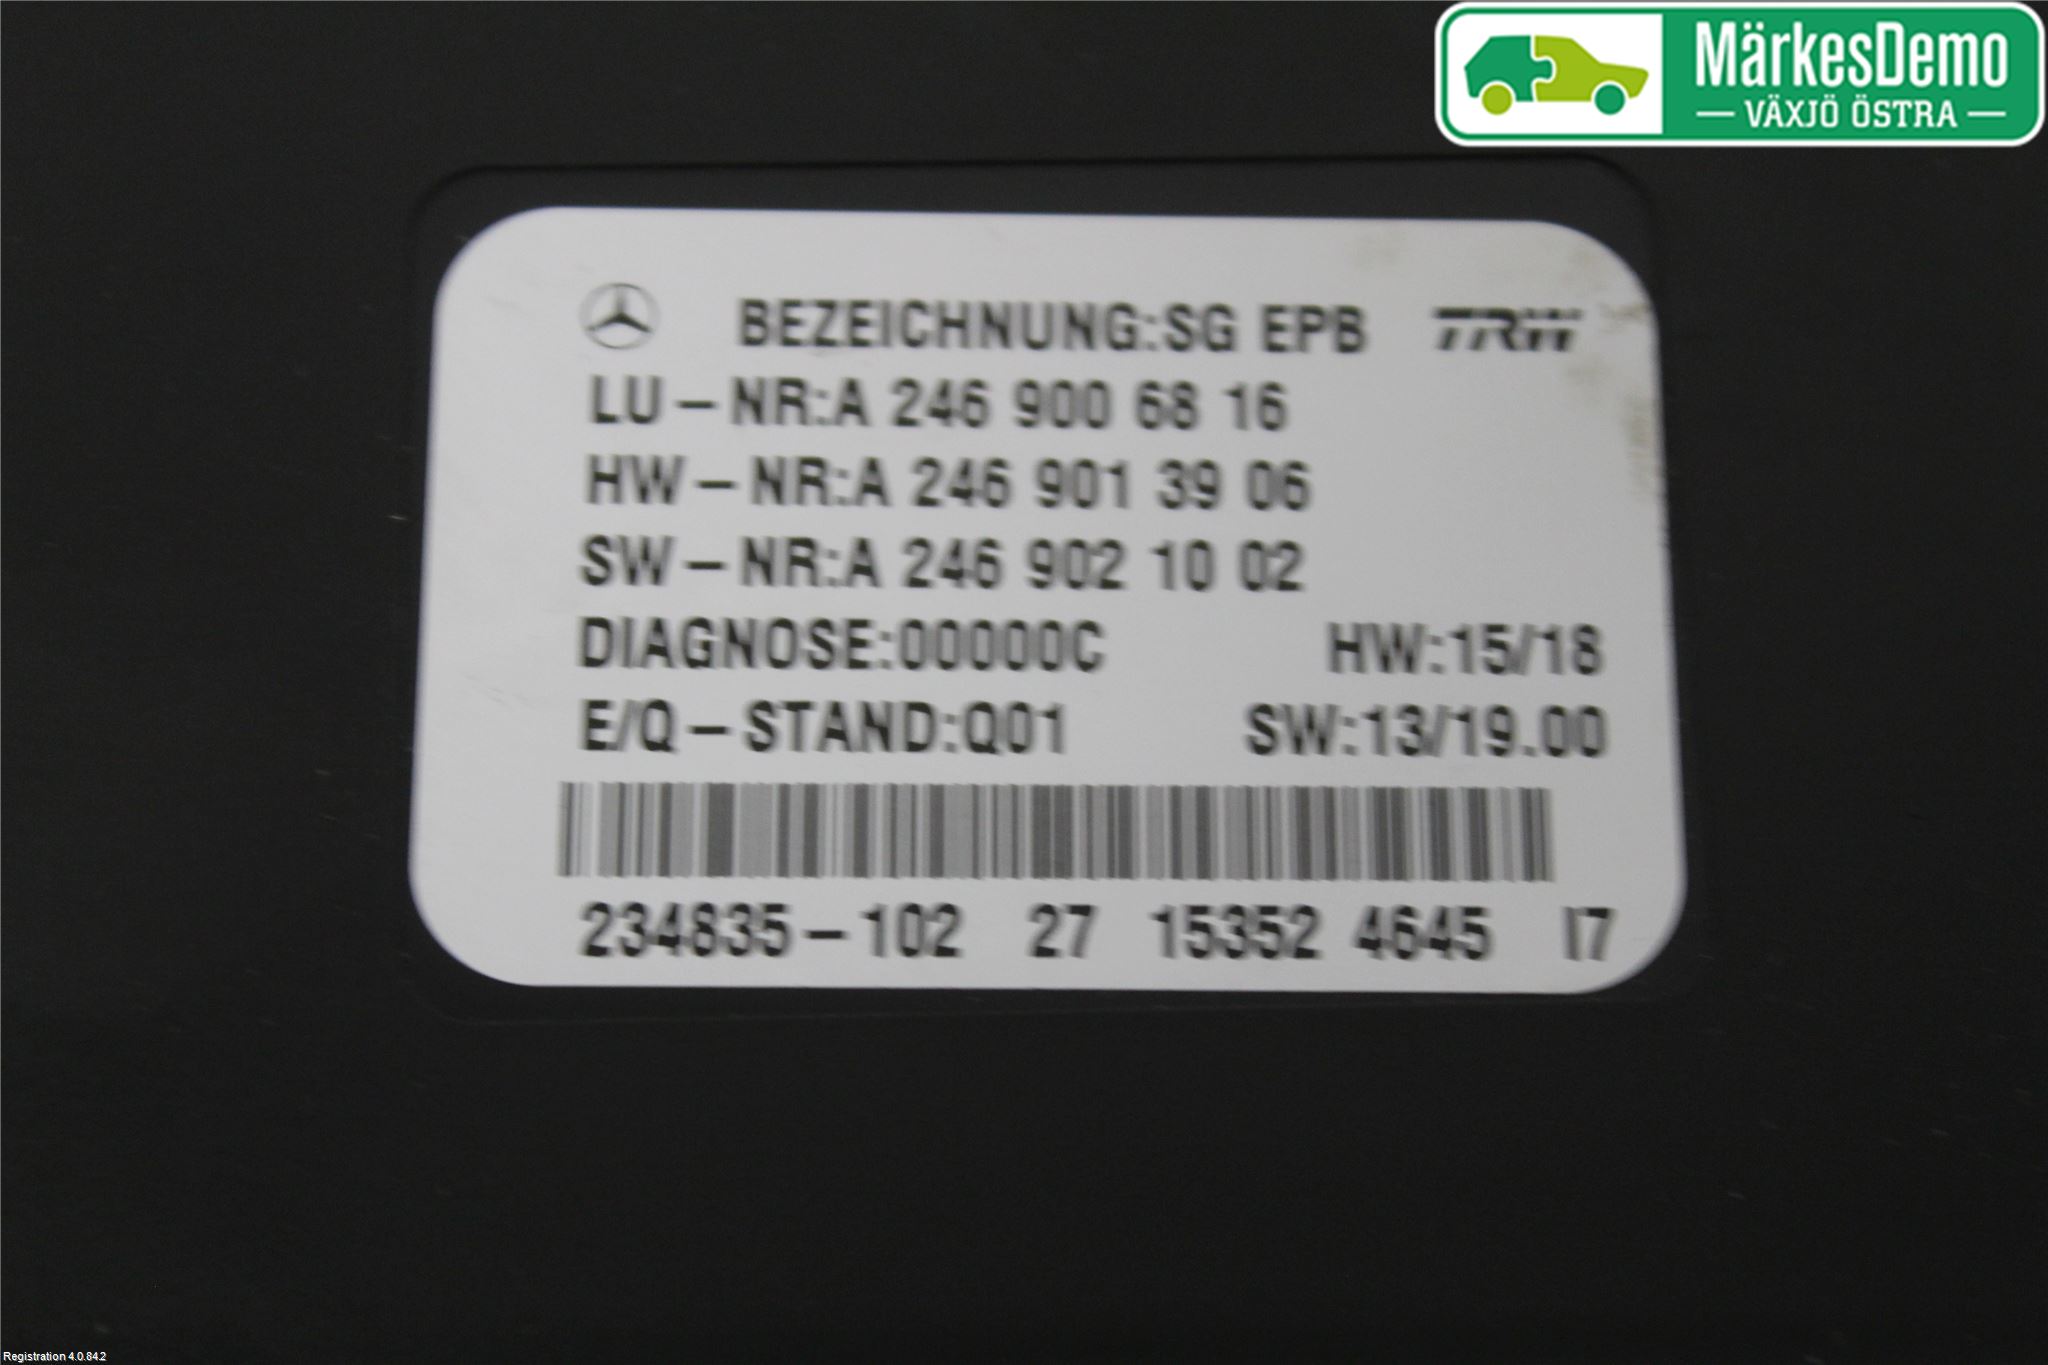 MärkesDemo
VÄXJÖ ÖSTRA
BEZEICHNUNG:SG EPB TRW
LU-NR:A 246 900 68 16
HW-NR:A 246 901 39 06
SW-NR:A 246 902 10 02
DIAGNOSE:00000C HW:15/18
E/Q-STAND:Q01 SW:13/19.00
234835-102 27 15352 4645 I7
Registration 4.0.84.2